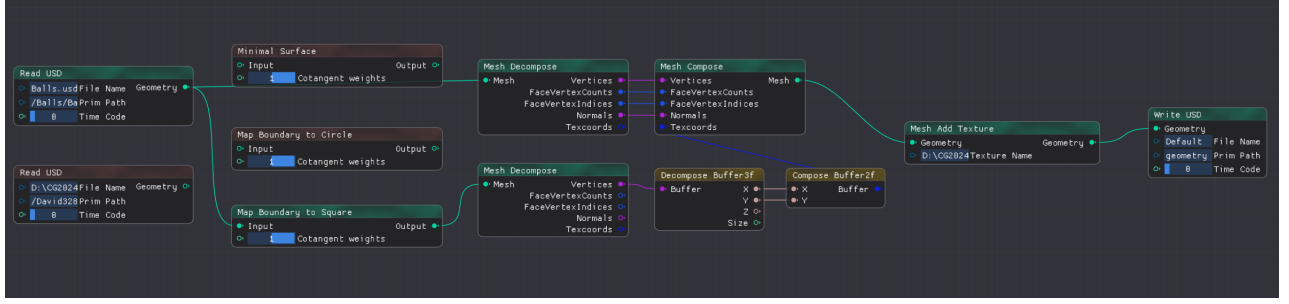 Read USD
Balls.usd File Name Geometry
/Balls/Ba Prim Path
0 Time Code
Read USD
D:\CG2024 File Name Geometry
/David328 Prim Path
0 Time Code
Minimal Surface
Input Output
1 Cotangent weights
Map Boundary to Circle
Input Output
1 Cotangent weights
Map Boundary to Square
Input Output
1 Cotangent weights
Mesh Decompose
Mesh Vertices
FaceVertexCounts
FaceVertexIndices
Normals
Texcoords
Mesh Decompose
Mesh Vertices
FaceVertexCounts
FaceVertexIndices
Normals
Texcoords
Mesh Compose
Vertices Mesh
FaceVertexCounts
FaceVertexIndices
Normals
Texcoords
Decompose Buffer3f
Buffer X
Y
Z
Size
Compose Buffer2f
X Buffer
Y
Mesh Add Texture
Geometry Geometry
D:\CG2024 Texture Name
Write USD
Geometry
Default File Name
geometry Prim Path
0 Time Code